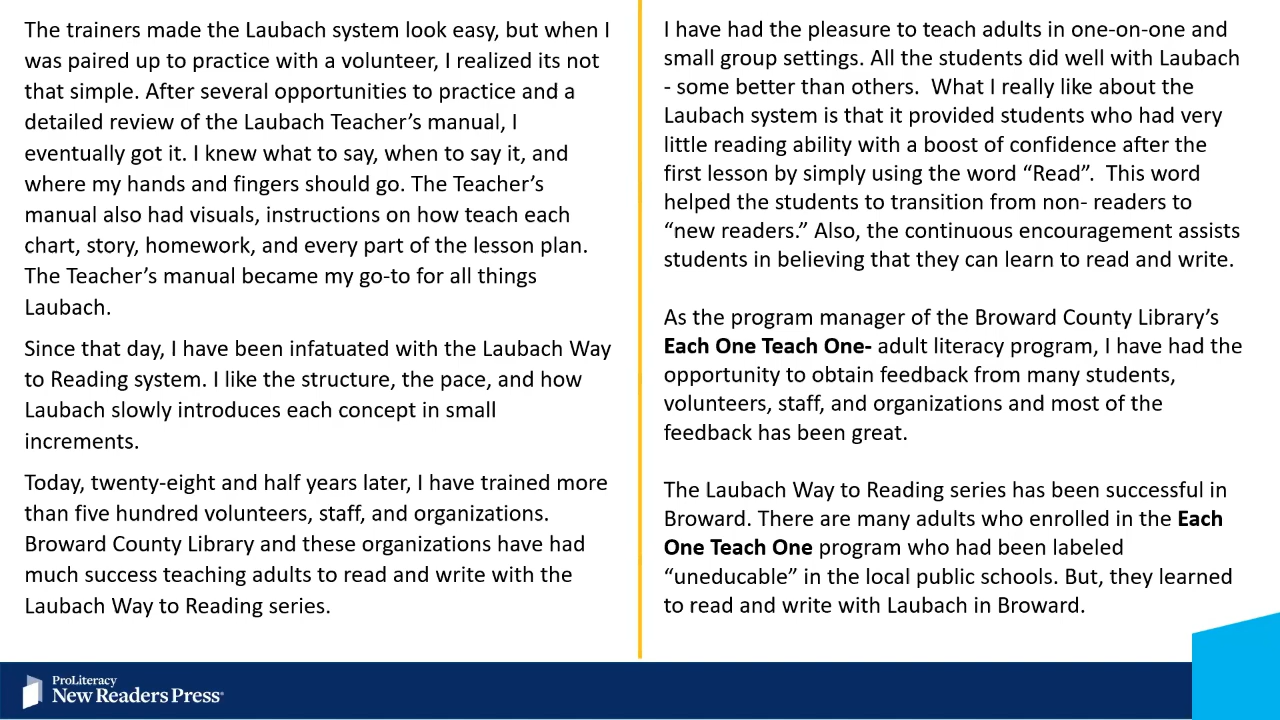 The trainers made the Laubach system look easy, but when I
was paired up to practice with a volunteer, I realized its not
that simple. After several opportunities to practice and a
detailed review of the Laubach Teacher’s manual, I
eventually got it. I knew what to say, when to say it, and
where my hands and fingers should go. The Teacher’s
manual also had visuals, instructions on how teach each
chart, story, homework, and every part of the lesson plan.
The Teacher’s manual became my go-to for all things
Laubach.
Since that day, I have been infatuated with the Laubach Way
to Reading system. I like the structure, the pace, and how
Laubach slowly introduces each concept in small
increments.
Today, twenty-eight and half years later, I have trained more
than five hundred volunteers, staff, and organizations.
Broward County Library and these organizations have had
much success teaching adults to read and write with the
Laubach Way to Reading series.
I have had the pleasure to teach adults in one-on-one and
small group settings. All the students did well with Laubach
- some better than others.  What I really like about the
Laubach system is that it provided students who had very
little reading ability with a boost of confidence after the
first lesson by simply using the word “Read”.  This word
helped the students to transition from non- readers to
“new readers.” Also, the continuous encouragement assists
students in believing that they can learn to read and write.
As the program manager of the Broward County Library’s
Each One Teach One- adult literacy program, I have had the
opportunity to obtain feedback from many students,
volunteers, staff, and organizations and most of the
feedback has been great.
The Laubach Way to Reading series has been successful in
Broward. There are many adults who enrolled in the Each
One Teach One program who had been labeled
“uneducable” in the local public schools. But, they learned
to read and write with Laubach in Broward.
ProLiteracy
New Readers Press